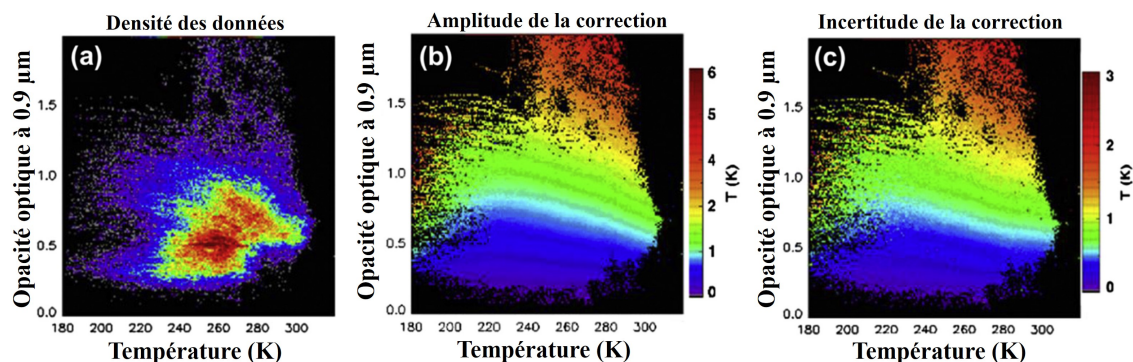 Densité des données
Amplitude de la correction
Incertitude de la correction
(a)
(b)
(c)
Opacité optique à 0.9 µm
1.5
1.0
0.5
0.0
180 200 220 240 260 280 300
Température (K)
Opacité optique à 0.9 µm
1.5
1.0
0.5
0.0
180 200 220 240 260 280 300
Température (K)
6
5
4
2
1
0
T (K)
Opacité optique à 0.9 µm
1.5
1.0
0.5
0.0
180 200 220 240 260 280 300
Température (K)
3
2
1
0
T (K)